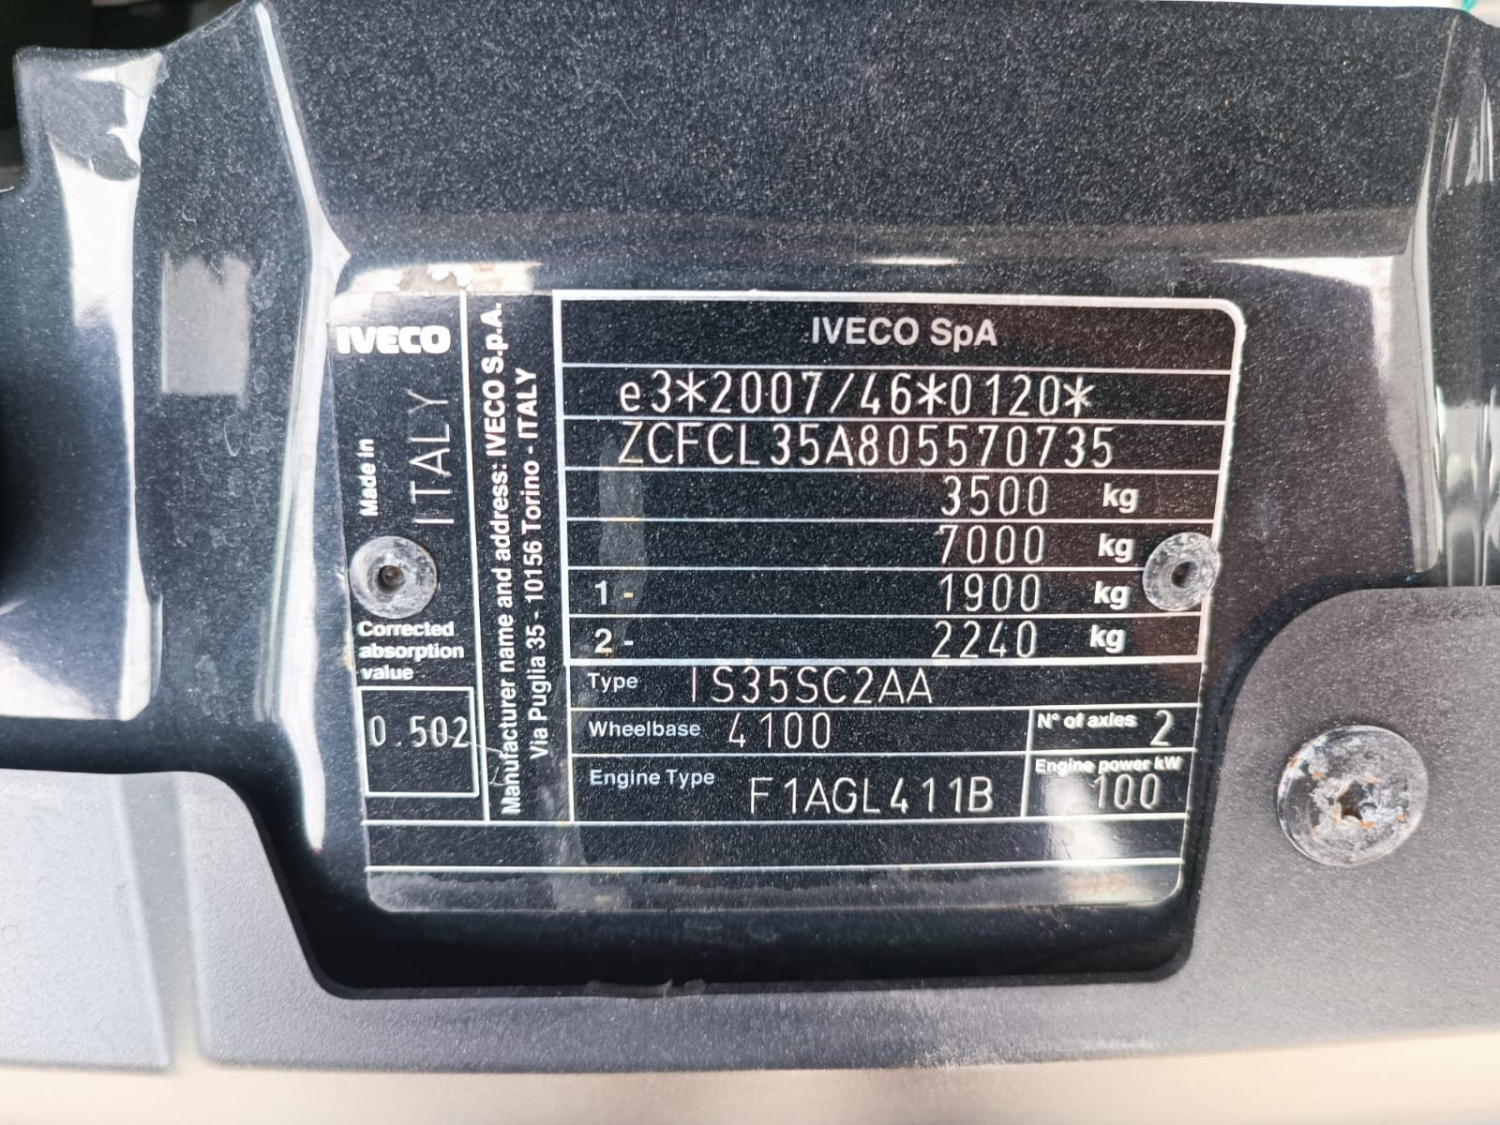 IVECO
Made in
ITALY
Corrected
absorption
value
0.502
Manufacturer name and address: IVECO S.p.A.
Via Puglia 35 - 10156 Torino - ITALY
IVECO SpA
e3*2007/46*0120*
ZCFCL35A805570735
3500 kg
7000 kg
1- 1900 kg
2- 2240 kg
Type IS35SC2AA
Wheelbase 4100
N° of axles 2
Engine Type F1AGL411B
Engine power kW
100